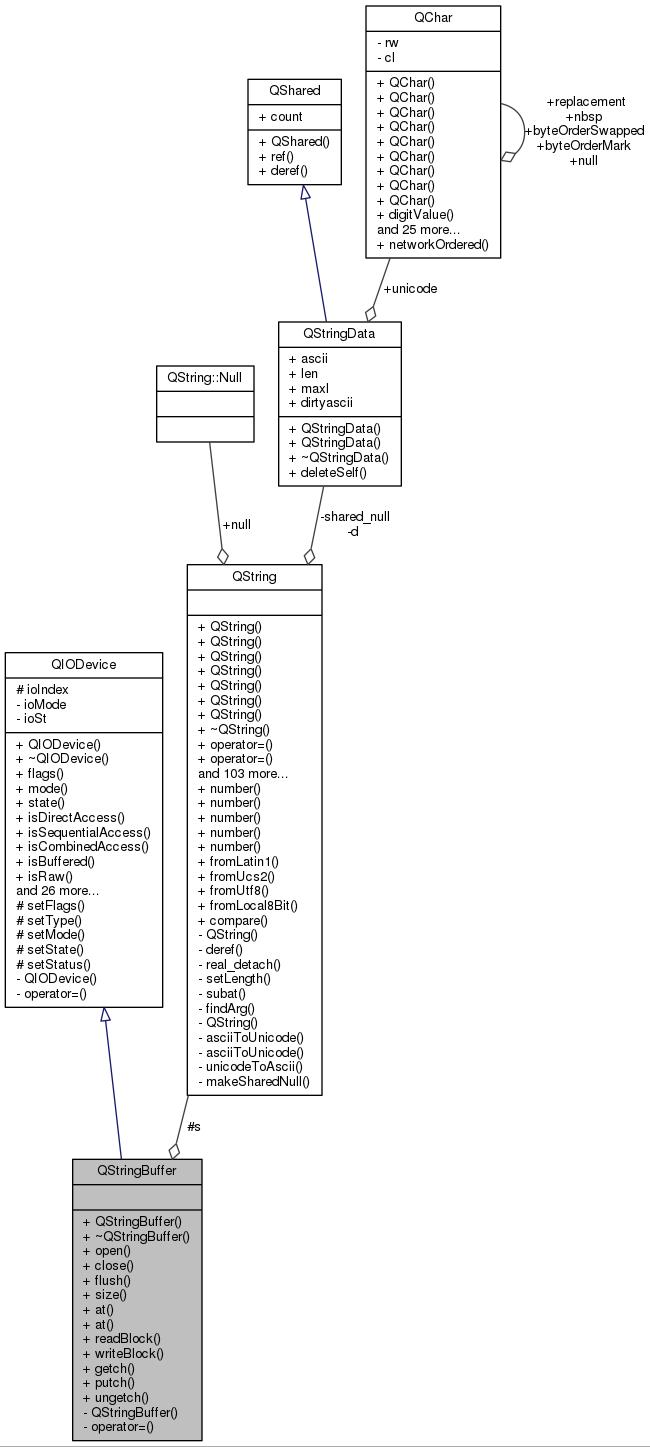 QChar
- rw
- cl
+ QChar()
+ QChar()
+ QChar()
+ QChar()
+ QChar()
+ QChar()
+ QChar()
+ QChar()
+ QChar()
+ digitValue()
and 25 more...
+ networkOrdered()
+replacement
+nbsp
+byteOrderSwapped
+byteOrderMark
+null
QShared
+ count
+ QShared()
+ ref()
+ deref()
+unicode
QStringData
+ ascii
+ len
+ maxl
+ dirtyascii
+ QStringData()
+ QStringData()
+ ~QStringData()
+ deleteSelf()
QString::Null
+null
-shared_null
-d
QString
+ QString()
+ QString()
+ QString()
+ QString()
+ QString()
+ QString()
+ QString()
+ ~QString()
+ operator=()
+ operator=()
and 103 more...
+ number()
+ number()
+ number()
+ number()
+ number()
+ fromLatin1()
+ fromUcs2()
+ fromUtf8()
+ fromLocal8Bit()
+ compare()
- QString()
- deref()
- real_detach()
- setLength()
- subat()
- findArg()
- QString()
- asciiToUnicode()
- asciiToUnicode()
- unicodeToAscii()
- makeSharedNull()
QIODevice
# ioIndex
- ioMode
- ioSt
+ QIODevice()
+ ~QIODevice()
+ flags()
+ mode()
+ state()
+ isDirectAccess()
+ isSequentialAccess()
+ isCombinedAccess()
+ isBuffered()
+ isRaw()
and 26 more...
# setFlags()
# setType()
# setMode()
# setState()
# setStatus()
- QIODevice()
- operator=()
#s
QStringBuffer
+ QStringBuffer()
+ ~QStringBuffer()
+ open()
+ close()
+ flush()
+ size()
+ at()
+ at()
+ readBlock()
+ writeBlock()
+ getch()
+ putch()
+ ungetch()
- QStringBuffer()
- operator=()